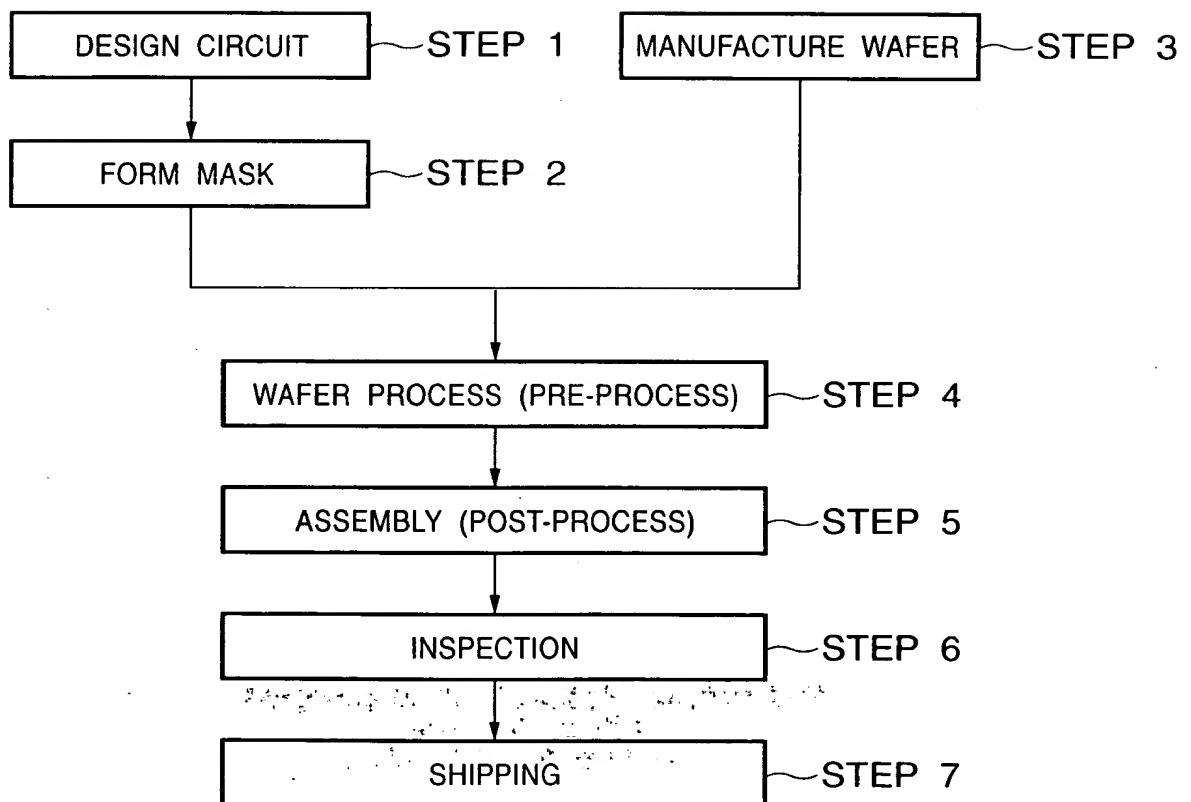 DESIGN CIRCUIT STEP 1
MANUFACTURE WAFER STEP 3
FORM MASK STEP 2
WAFER PROCESS (PRE-PROCESS) STEP 4
ASSEMBLY (POST-PROCESS) STEP 5
INSPECTION STEP 6
SHIPPING STEP 7